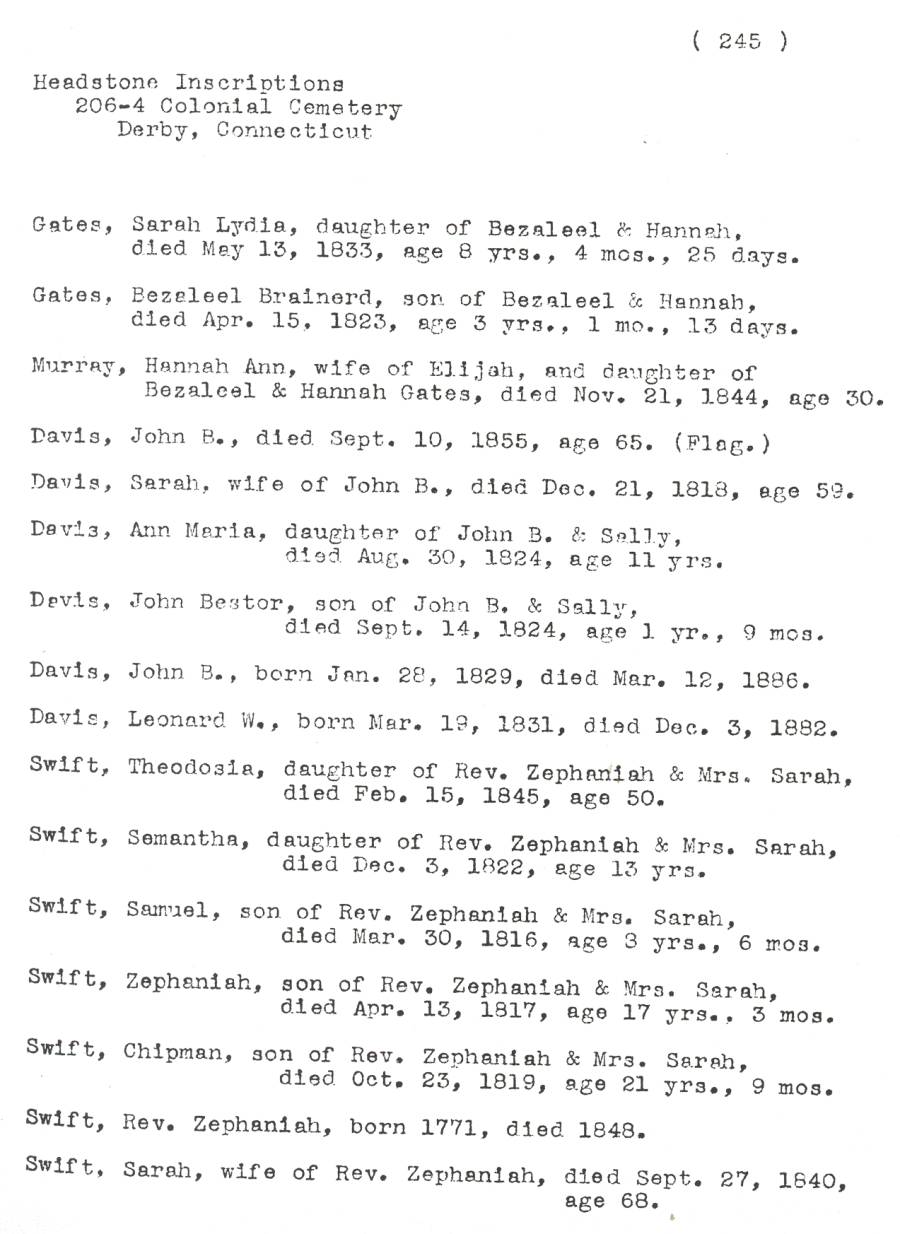 ( 245 )
Headstone Inscriptions
206-4 Colonial Cemetery
Derby, Connecticut
Gates, Sarah Lydia, daughter of Bezaleel & Hannah,
died May 13, 1833, age 8 yrs., 4 mos., 25 days.
Gates, Bezaleel Brainerd, son of Bezaleel & Hannah,
died Apr. 15, 1823, age 3 yrs., 1 mo., 13 days.
Murray, Hannah Ann, wife of Elijah, and daughter of
Bezaleel & Hannah Gates, died Nov. 21, 1844, age 30.
Davis, John B., died Sept. 10, 1855, age 65. (Flag.)
Davis, Sarah, wife of John B., died Dec. 21, 1818, age 59.
Davis, Ann Maria, daughter of John B. & Sally,
died Aug. 30, 1824, age 11 yrs.
Davis, John Bestor, son of John B. & Sally,
died Sept. 14, 1824, age 1 yr., 9 mos.
Davis, John B., born Jan. 28, 1829, died Mar. 12, 1886.
Davis, Leonard W., born Mar. 19, 1831, died Dec. 3, 1882.
Swift, Theodosia, daughter of Rev. Zephaniah & Mrs. Sarah,
died Feb. 15, 1845, age 50.
Swift, Semantha, daughter of Rev. Zephaniah & Mrs. Sarah,
died Dec. 3, 1822, age 13 yrs.
Swift, Samuel, son of Rev. Zephaniah & Mrs. Sarah,
died Mar. 30, 1816, age 3 yrs., 6 mos.
Swift, Zephaniah, son of Rev. Zephaniah & Mrs. Sarah,
died Apr. 13, 1817, age 17 yrs., 3 mos.
Swift, Chipman, son of Rev. Zephaniah & Mrs. Sarah,
died Oct. 23, 1819, age 21 yrs., 9 mos.
Swift, Rev. Zephaniah, born 1771, died 1848.
Swift, Sarah, wife of Rev. Zephaniah, died Sept. 27, 1840,
age 68.